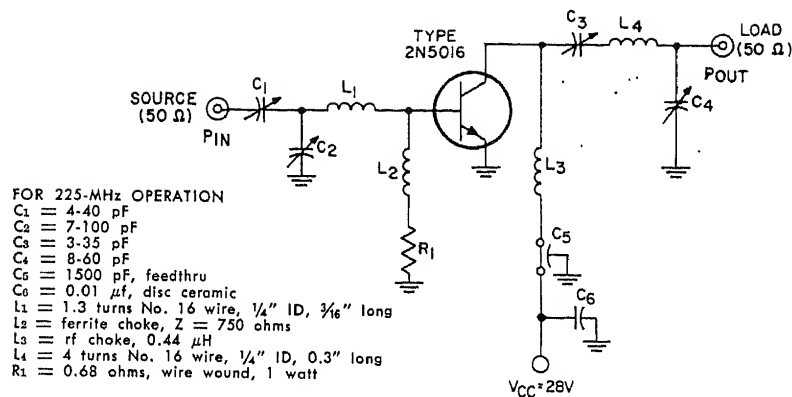 TYPE
2N5016
C3
L4
LOAD
(50 Ω)
POUT
C1
L1
SOURCE
(50 Ω)
PIN
C2
C4
L2
L3
R1
C5
C6
VCC=28V
FOR 225-MHz OPERATION
C1 = 4-40 pF
C2 = 7-100 pF
C3 = 3-35 pF
C4 = 8-60 pF
C5 = 1500 pF, feedthru
C6 = 0.01 μf, disc ceramic
L1 = 1.3 turns No. 16 wire, 1/4" ID, 3/16" long
L2 = ferrite choke, Z = 750 ohms
L3 = rf choke, 0.44 μH
L4 = 4 turns No. 16 wire, 1/4" ID, 0.3" long
R1 = 0.68 ohms, wire wound, 1 watt